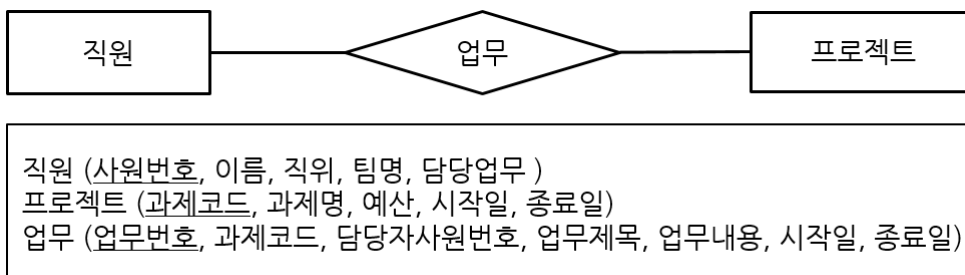 직원
업무
프로젝트
직원 (사원번호, 이름, 직위, 팀명, 담당업무 )
프로젝트 (과제코드, 과제명, 예산, 시작일, 종료일)
업무 (업무번호, 과제코드, 담당자사원번호, 업무제목, 업무내용, 시작일, 종료일)